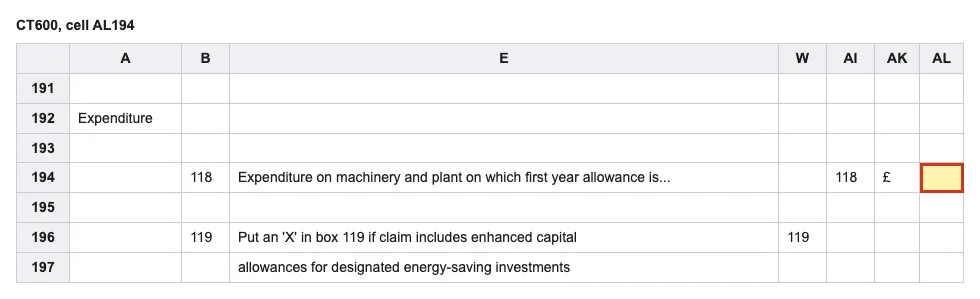 CT600, cell AL194
A B E W AI AK AL
191
192 Expenditure
193
194 118 Expenditure on machinery and plant on which first year allowance is... 118 £
195
196 119 Put an 'X' in box 119 if claim includes enhanced capital 119
197 allowances for designated energy-saving investments